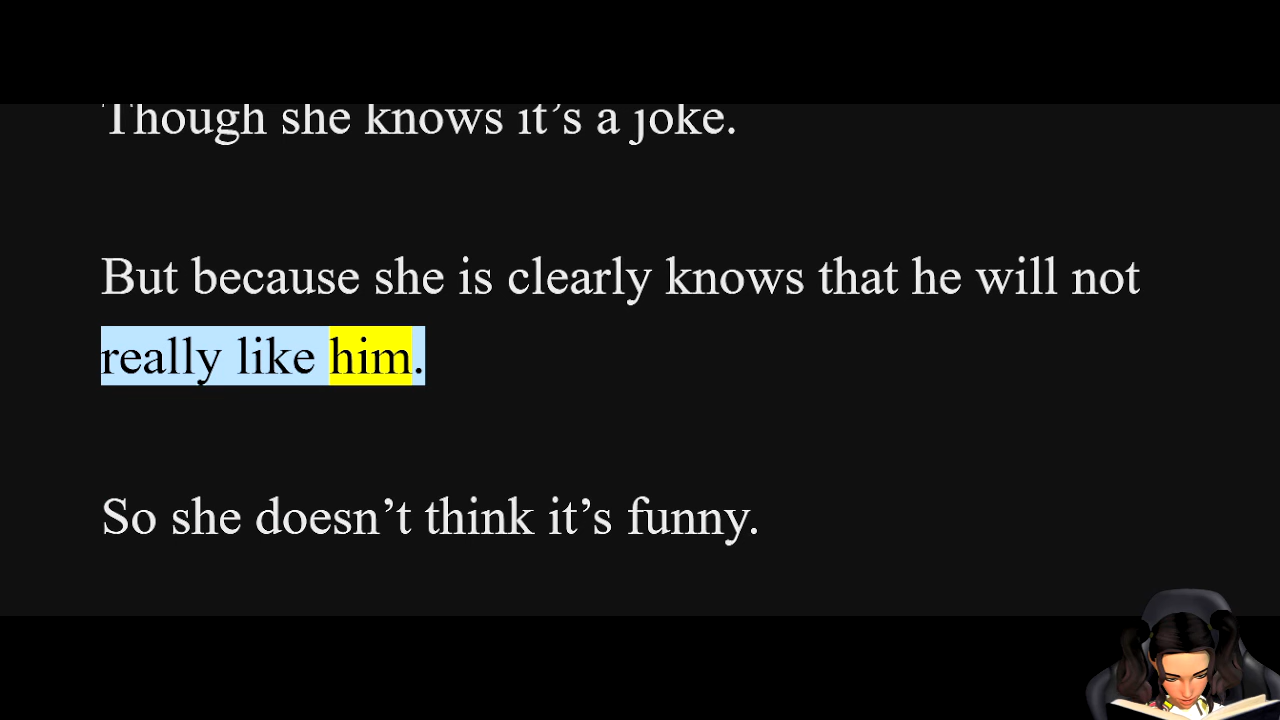 Though she knows it’s a joke.
But because she is clearly knows that he will not
really like him.
So she doesn’t think it’s funny.